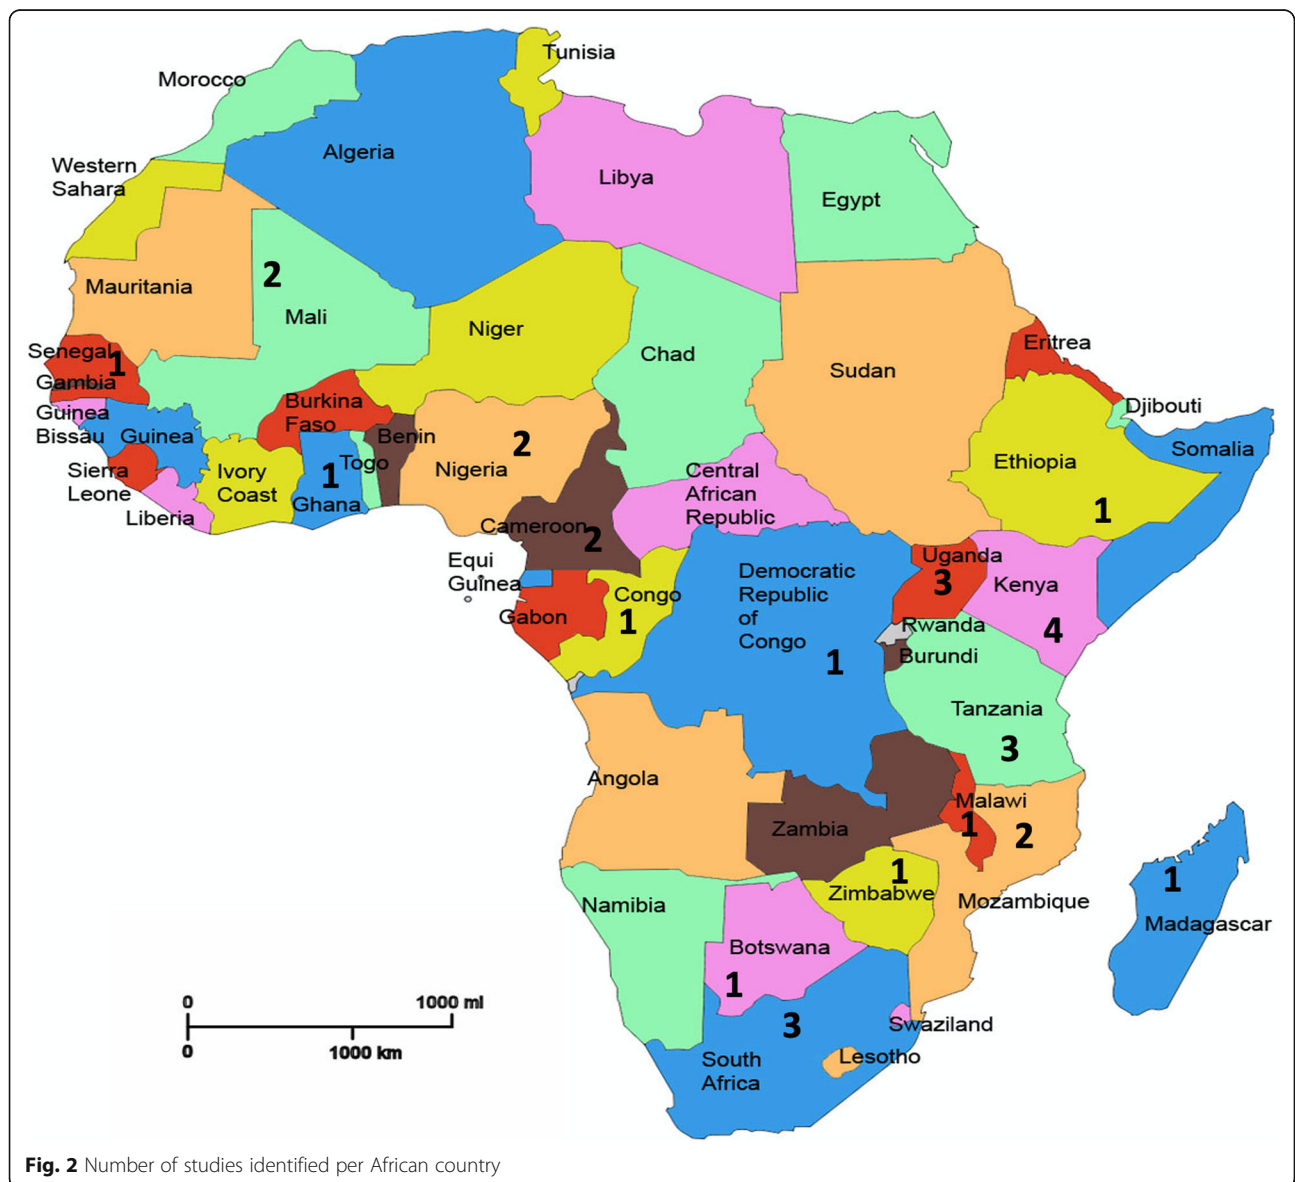 Tunisia
Morocco
Algeria
Western
Sahara
Libya
Egypt
Mauritania
2
Mali
Niger
Chad
Sudan
Eritrea
Senegal
1
Gambia
Guinea
Bissau
Guinea
Burkina
Faso
Benin
Togo
Djibouti
Somalia
Sierra
Leone
Ivory
Coast
1
Ghana
Liberia
2
Nigeria
Central
African
Republic
Ethiopia
1
Cameroon
2
Equi
Guinea
Gabon
Congo
1
Democratic
Republic
of
Congo
1
Uganda
3
Kenya
4
Rwanda
Burundi
Tanzania
3
Angola
Zambia
Malawi
1
2
Mozambique
1
Zimbabwe
1
Madagascar
Namibia
Botswana
1
3
South
Africa
Swaziland
Lesotho
0
1000 mi
0
1000 km
Fig. 2 Number of studies identified per African country